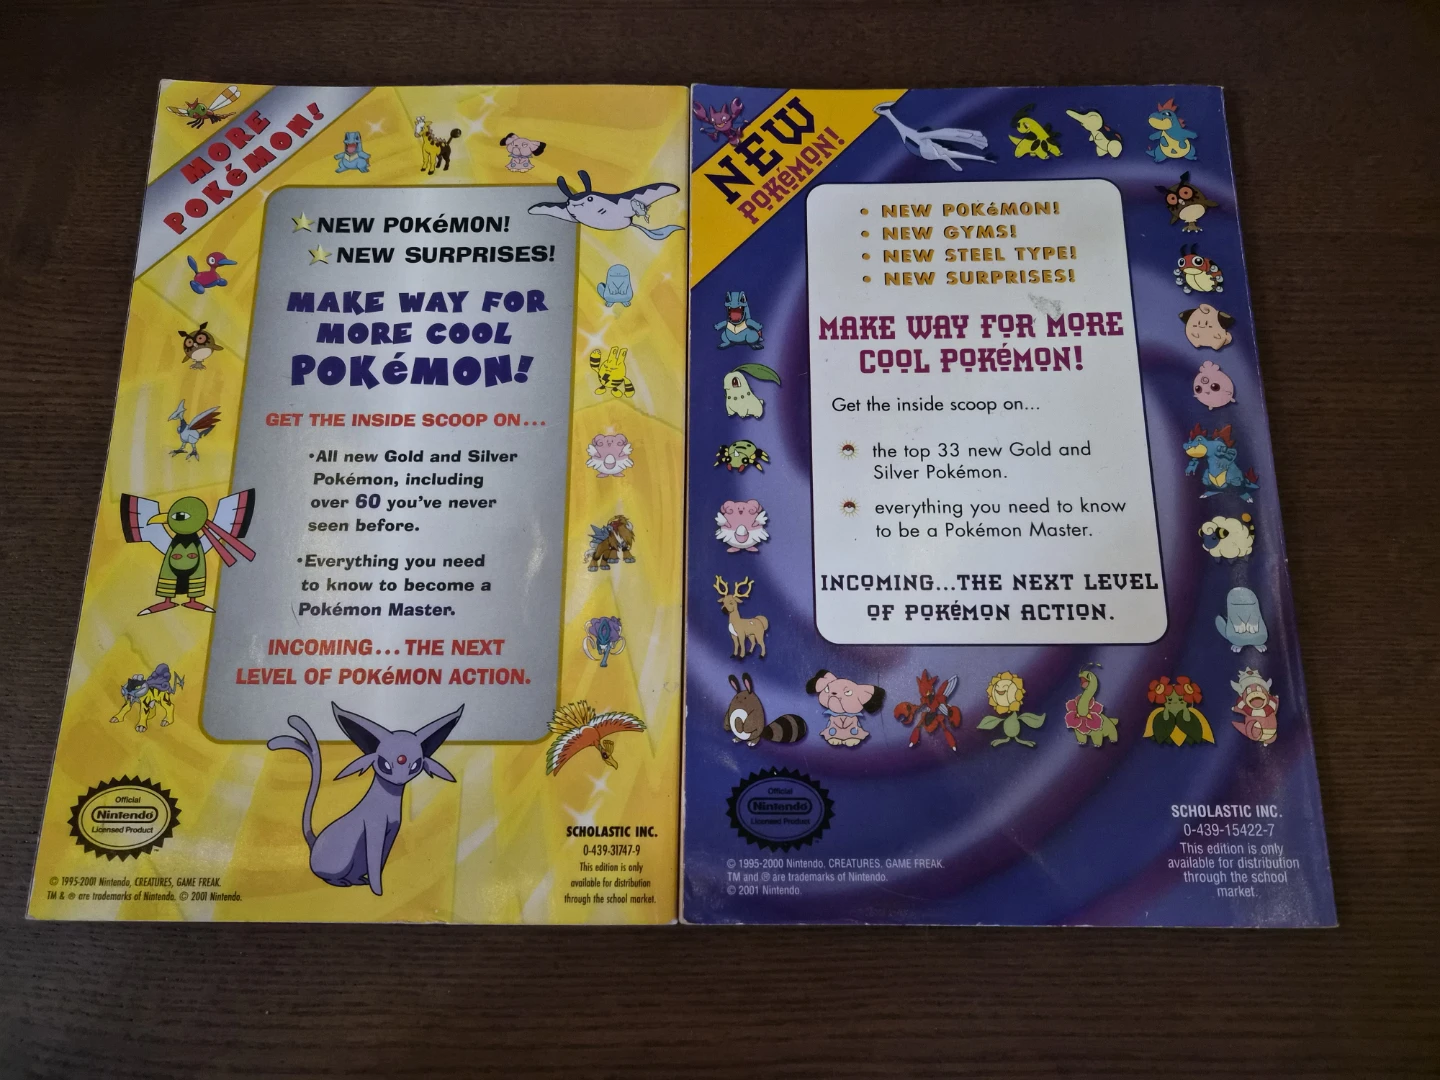 MORE
POKéMON!
NEW POKéMON!
NEW SURPRISES!
MAKE WAY FOR
MORE COOL
POKéMON!
GET THE INSIDE SCOOP ON...
•All new Gold and Silver
Pokémon, including
over 60 you've never
seen before.
•Everything you need
to know to become a
Pokémon Master.
INCOMING...THE NEXT
LEVEL OF POKéMON ACTION.
Official
Nintendo
Licensed Product
© 1995-2001 Nintendo, CREATURES, GAME FREAK.
TM & ® are trademarks of Nintendo. © 2001 Nintendo.
SCHOLASTIC INC.
0-439-31747-9
This edition is only
available for distribution
through the school market.
NEW
POKéMON!
• NEW POKéMON!
• NEW GYMS!
• NEW STEEL TYPE!
• NEW SURPRISES!
MAKE WAY FOR MORE
COOL POKéMON!
Get the inside scoop on...
the top 33 new Gold and
Silver Pokémon.
everything you need to know
to be a Pokémon Master.
INCOMING...THE NEXT LEVEL
OF POKéMON ACTION.
Official
Nintendo
Licensed Product
© 1995-2000 Nintendo, CREATURES, GAME FREAK.
TM and ® are trademarks of Nintendo.
© 2001 Nintendo.
SCHOLASTIC INC.
0-439-15422-7
This edition is only
available for distribution
through the school
market.